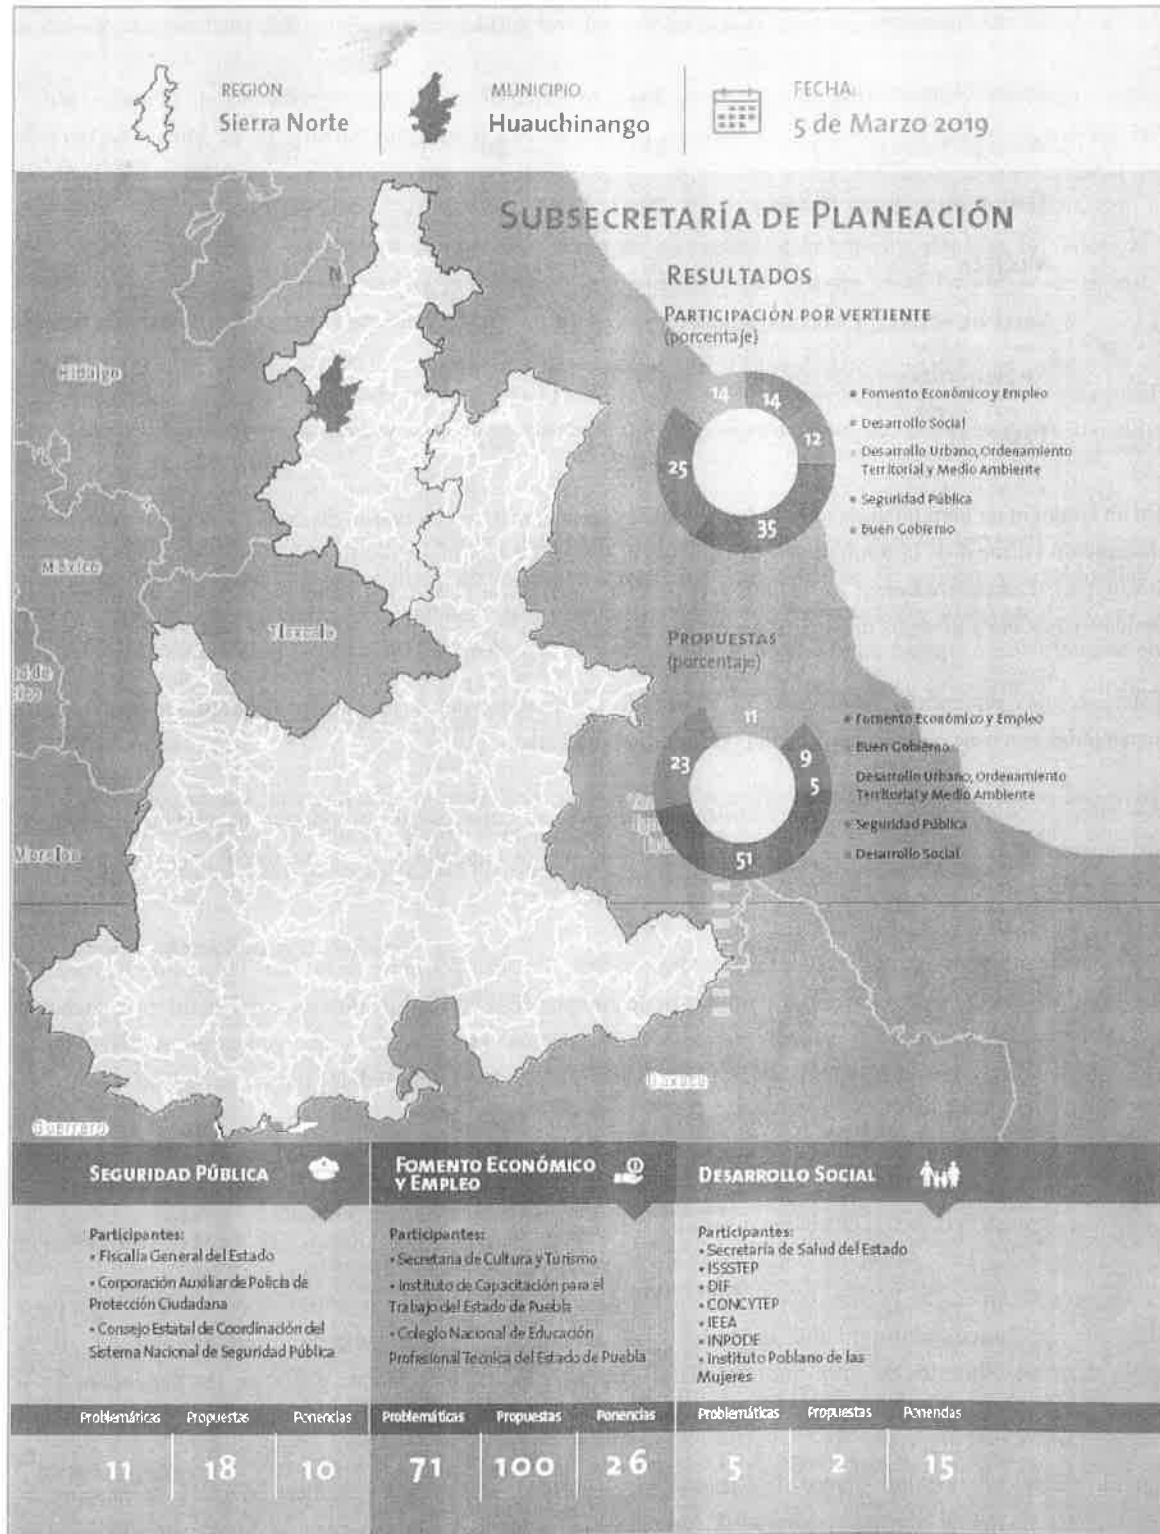 REGIÓN
Sierra Norte
MUNICIPIO
Huauchinango
FECHA:
5 de Marzo 2019
SUBSECRETARÍA DE PLANEACIÓN
RESULTADOS
PARTICIPACIÓN POR VERTIENTE
(porcentaje)
14
14
12
25
35
• Fomento Económico y Empleo
• Desarrollo Social
• Desarrollo Urbano, Ordenamiento
Territorial y Medio Ambiente
• Seguridad Pública
• Buen Gobierno
N
Hidalgo
México
Tlaxcala
Morelos
Guerrero
Oaxaca
PROPUESTAS
(porcentaje)
11
9
5
23
51
• Fomento Económico y Empleo
Buen Gobierno
Desarrollo Urbano, Ordenamiento
Territorial y Medio Ambiente
• Seguridad Pública
• Desarrollo Social
SEGURIDAD PÚBLICA
Participantes:
• Fiscalía General del Estado
• Corporación Auxiliar de Policía de
Protección Ciudadana
• Consejo Estatal de Coordinación del
Sistema Nacional de Seguridad Pública
Problemáticas Propuestas Ponencias
11 18 10
FOMENTO ECONÓMICO
Y EMPLEO
Participantes:
• Secretaria de Cultura y Turismo
• Instituto de Capacitación para el
Trabajo del Estado de Puebla
• Colegio Nacional de Educación
Profesional Técnica del Estado de Puebla
Problemáticas Propuestas Ponencias
71 100 26
DESARROLLO SOCIAL
Participantes:
• Secretaría de Salud del Estado
• ISSSTEP
• DIF
• CONCYTEP
• IEEA
• INPODE
• Instituto Poblano de las
Mujeres
Problemáticas Propuestas Ponencias
5 2 15